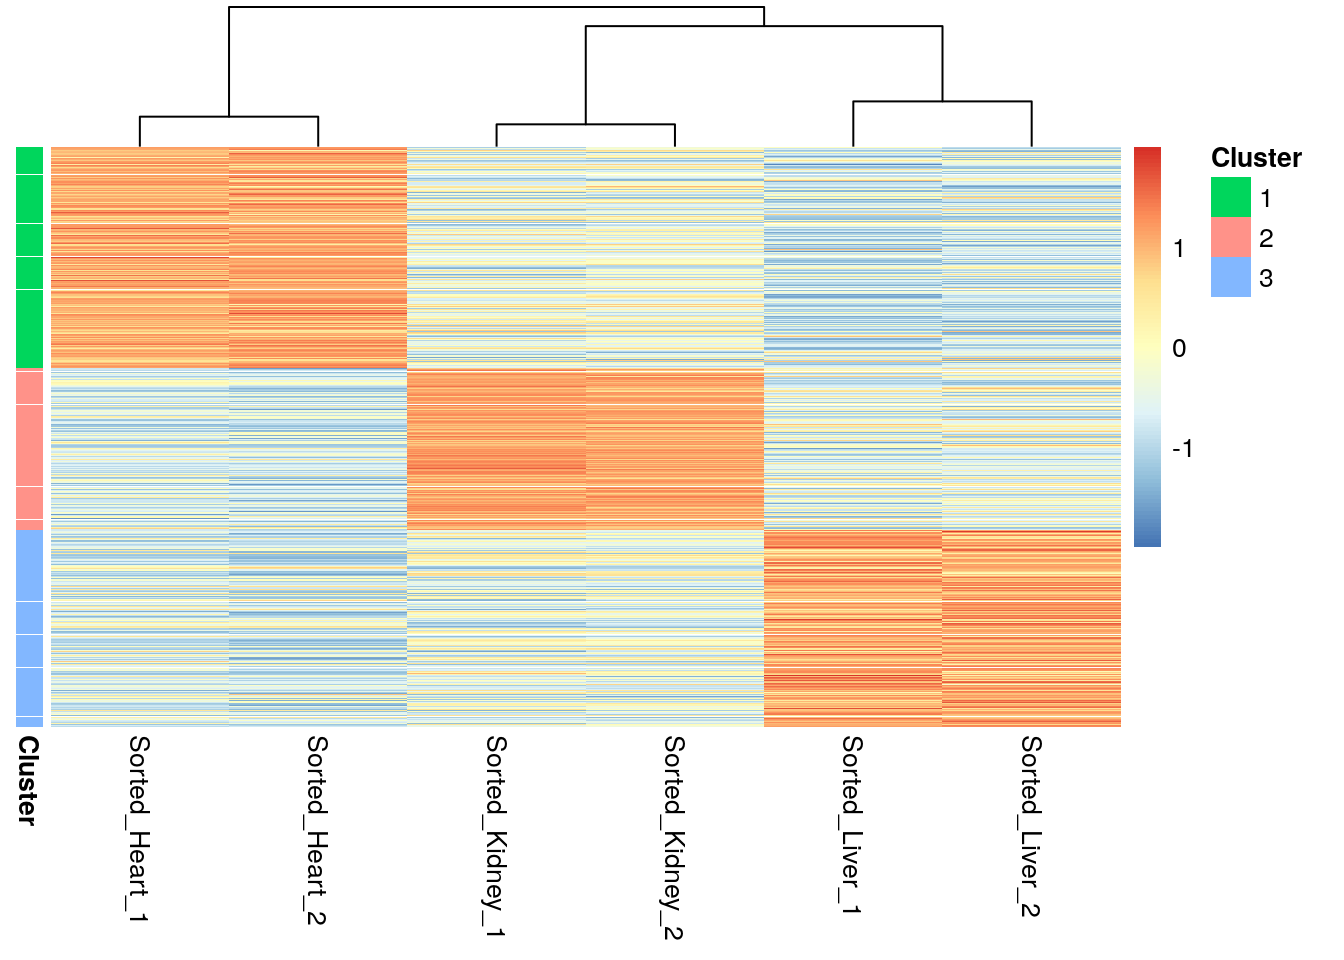 Cluster
1
2
3
1
0
-1
Cluster
Sorted_Heart_1
Sorted_Heart_2
Sorted_Kidney_1
Sorted_Kidney_2
Sorted_Liver_1
Sorted_Liver_2